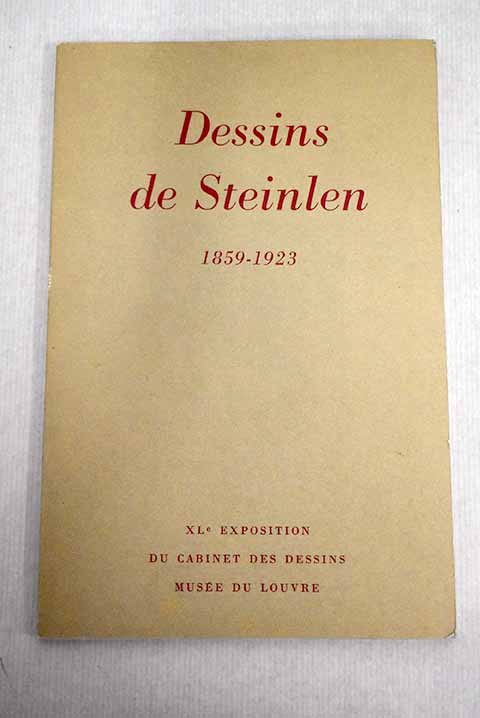 Dessins
de Steinlen
1859-1923
XLe EXPOSITION
DU CABINET DES DESSINS
MUSÉE DU LOUVRE